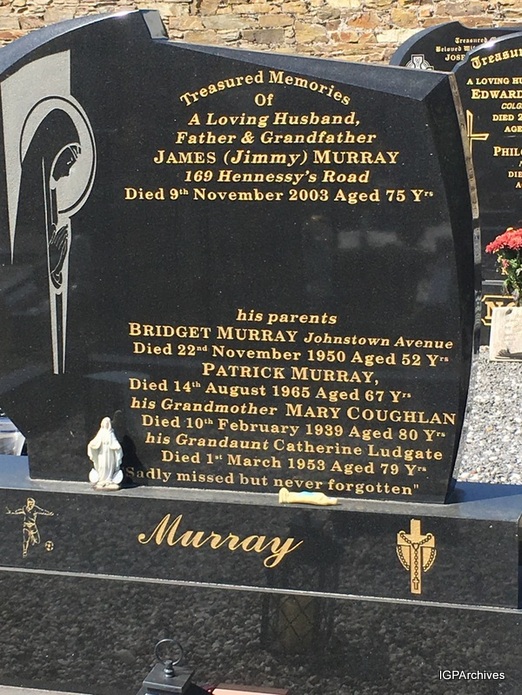 Treasured Memories
Of
A Loving Husband,
Father & Grandfather
JAMES (Jimmy) MURRAY
169 Hennessy's Road
Died 9th November 2003 Aged 75 Yrs
his parents
BRIDGET MURRAY Johnstown Avenue
Died 22nd November 1950 Aged 52 Yrs
PATRICK MURRAY,
Died 14th August 1965 Aged 67 Yrs
his Grandmother MARY COUGHLAN
Died 10th February 1939 Aged 80 Yrs
his Grandaunt Catherine Ludgate
Died 1st March 1953 Aged 79 Yrs
Sadly missed but never forgotten"
Murray
Treasured
Beloved
A LOVING
EDWARD
AGE
IGPArchives